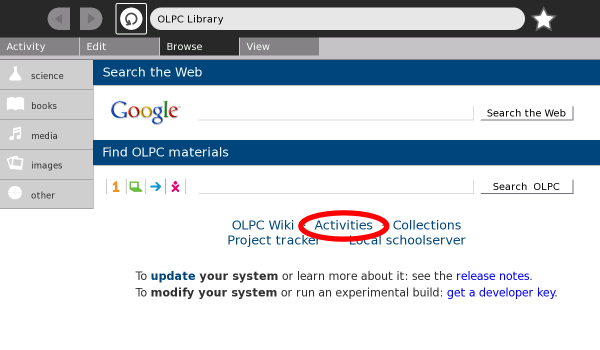 OLPC Library
Activity Edit Browse View
science
books
media
images
other
Search the Web
Google Search the Web
Find OLPC materials
1 Search OLPC
OLPC Wiki Activities Collections
Project tracker Local schoolserver
To update your system or learn more about it: see the release notes.
To modify your system or run an experimental build: get a developer key.